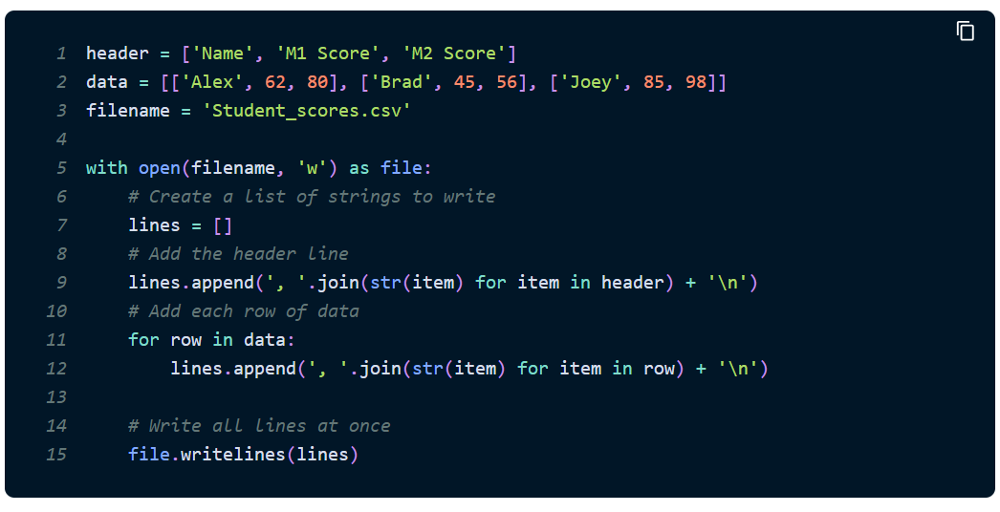 1 header = ['Name', 'M1 Score', 'M2 Score']
2 data = [['Alex', 62, 80], ['Brad', 45, 56], ['Joey', 85, 98]]
3 filename = 'Student_scores.csv'
4
5 with open(filename, 'w') as file:
6     # Create a list of strings to write
7     lines = []
8     # Add the header line
9     lines.append(', '.join(str(item) for item in header) + '\n')
10     # Add each row of data
11     for row in data:
12         lines.append(', '.join(str(item) for item in row) + '\n')
13
14     # Write all lines at once
15     file.writelines(lines)